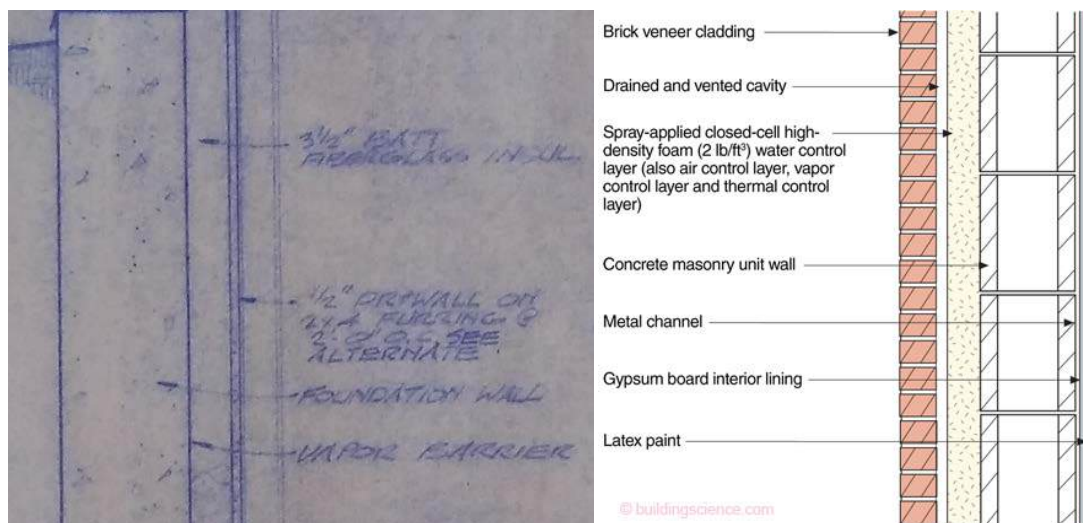 3½" BATT
FIBERGLASS INSUL.
½" DRYWALL ON
2x4 FURRING @
2'-0" O.C. SEE
ALTERNATE
FOUNDATION WALL
VAPOR BARRIER
Brick veneer cladding
Drained and vented cavity
Spray-applied closed-cell high-
density foam (2 lb/ft³) water control
layer (also air control layer, vapor
control layer and thermal control
layer)
Concrete masonry unit wall
Metal channel
Gypsum board interior lining
Latex paint
© buildingscience.com